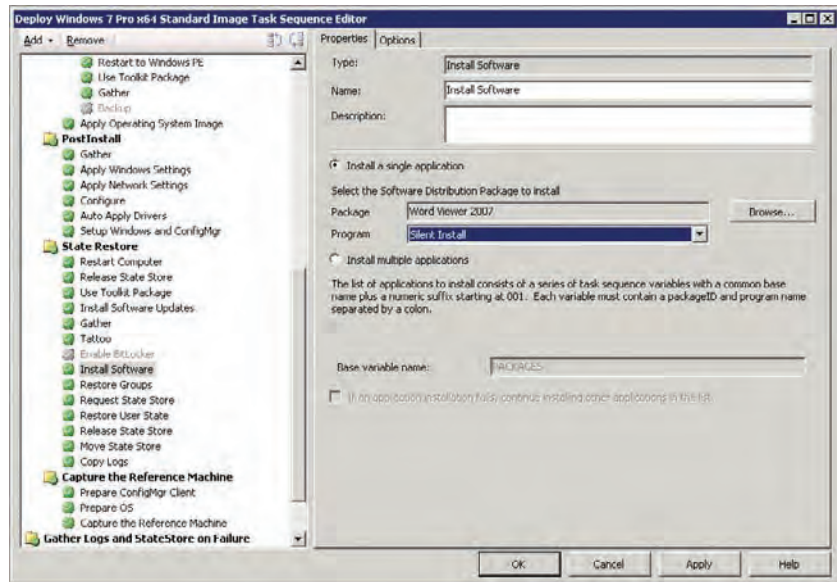 Deploy Windows 7 Pro x64 Standard Image Task Sequence Editor
Add
Remove
Restart to Windows PE
Use Toolkit Package
Gather
Backup
Apply Operating System Image
PostInstall
Gather
Apply Windows Settings
Apply Network Settings
Configure
Auto Apply Drivers
Setup Windows and ConfigMgr
State Restore
Restart Computer
Release State Store
Use Toolkit Package
Install Software Updates
Gather
Tattoo
Enable BitLocker
Install Software
Restore Groups
Request State Store
Restore User State
Release State Store
Move State Store
Copy Logs
Capture the Reference Machine
Prepare ConfigMgr Client
Prepare OS
Capture the Reference Machine
Gather Logs and StateStore on Failure
Properties
Options
Type: Install Software
Name: Install Software
Description:
Install a single application
Select the Software Distribution Package to install
Package Word Viewer 2007 Browse...
Program Silent Install
Install multiple applications
The list of applications to install consists of a series of task sequence variables with a common base
name plus a numeric suffix starting at 001. Each variable must contain a packageID and program name
separated by a colon.
Base variable name: PACKAGES
If an application installation fails, continue installing other applications in the list
OK Cancel Apply Help